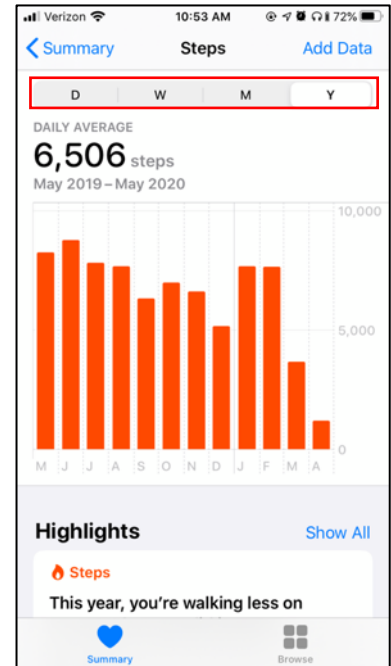 Verizon 10:53 AM 72%
Summary Steps Add Data
D W M Y
DAILY AVERAGE
6,506 steps
May 2019 – May 2020
10,000
5,000
0
M J J A S O N D J F M A
Highlights Show All
Steps
This year, you're walking less on
Summary Browse